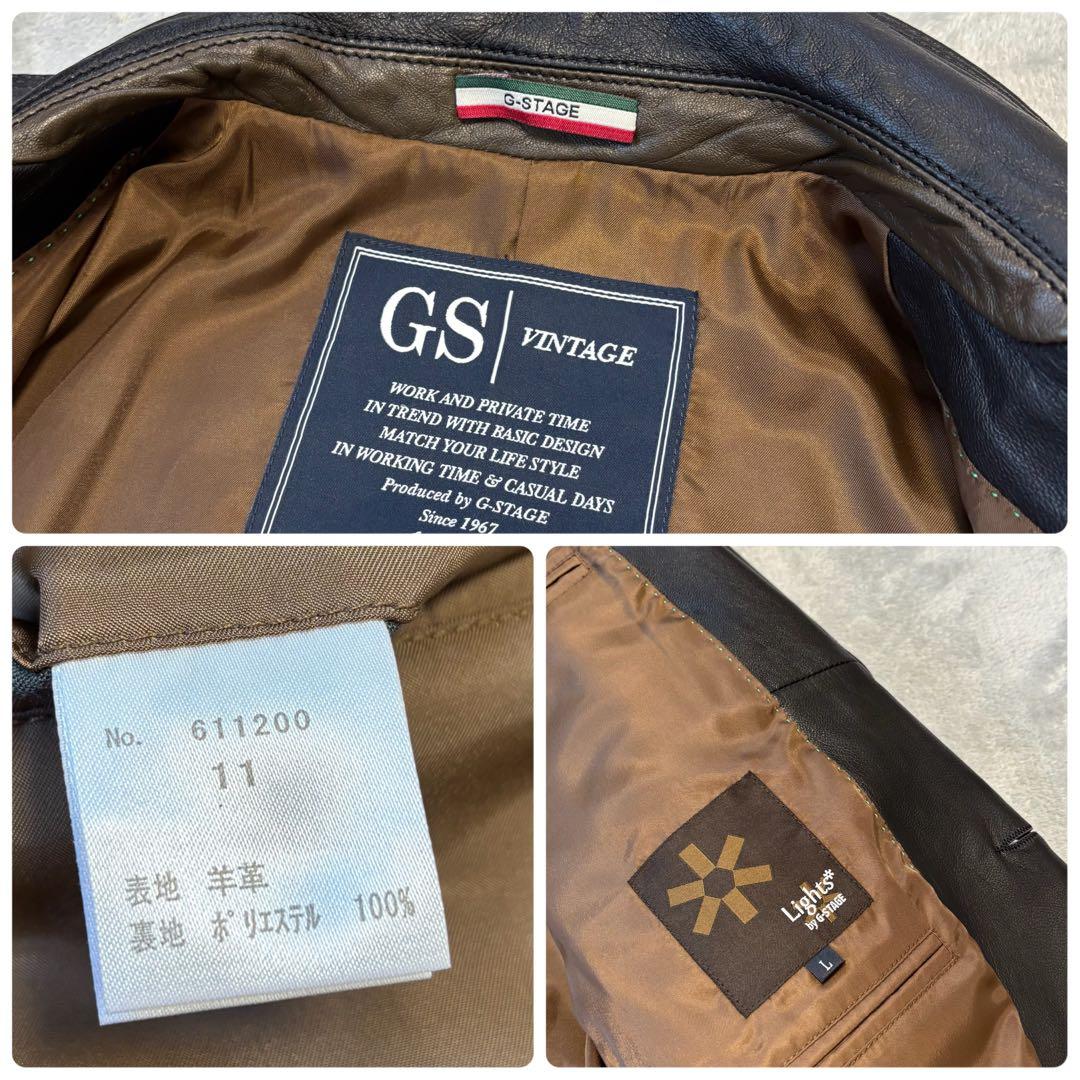 G-STAGE
GS VINTAGE
WORK AND PRIVATE TIME
IN TREND WITH BASIC DESIGN
MATCH YOUR LIFE STYLE
IN WORKING TIME & CASUAL DAYS
Produced by G-STAGE
Since 1967
No. 611200
11
表地 羊革
裏地 ポリエステル 100%
Lights*
by G-STAGE
L